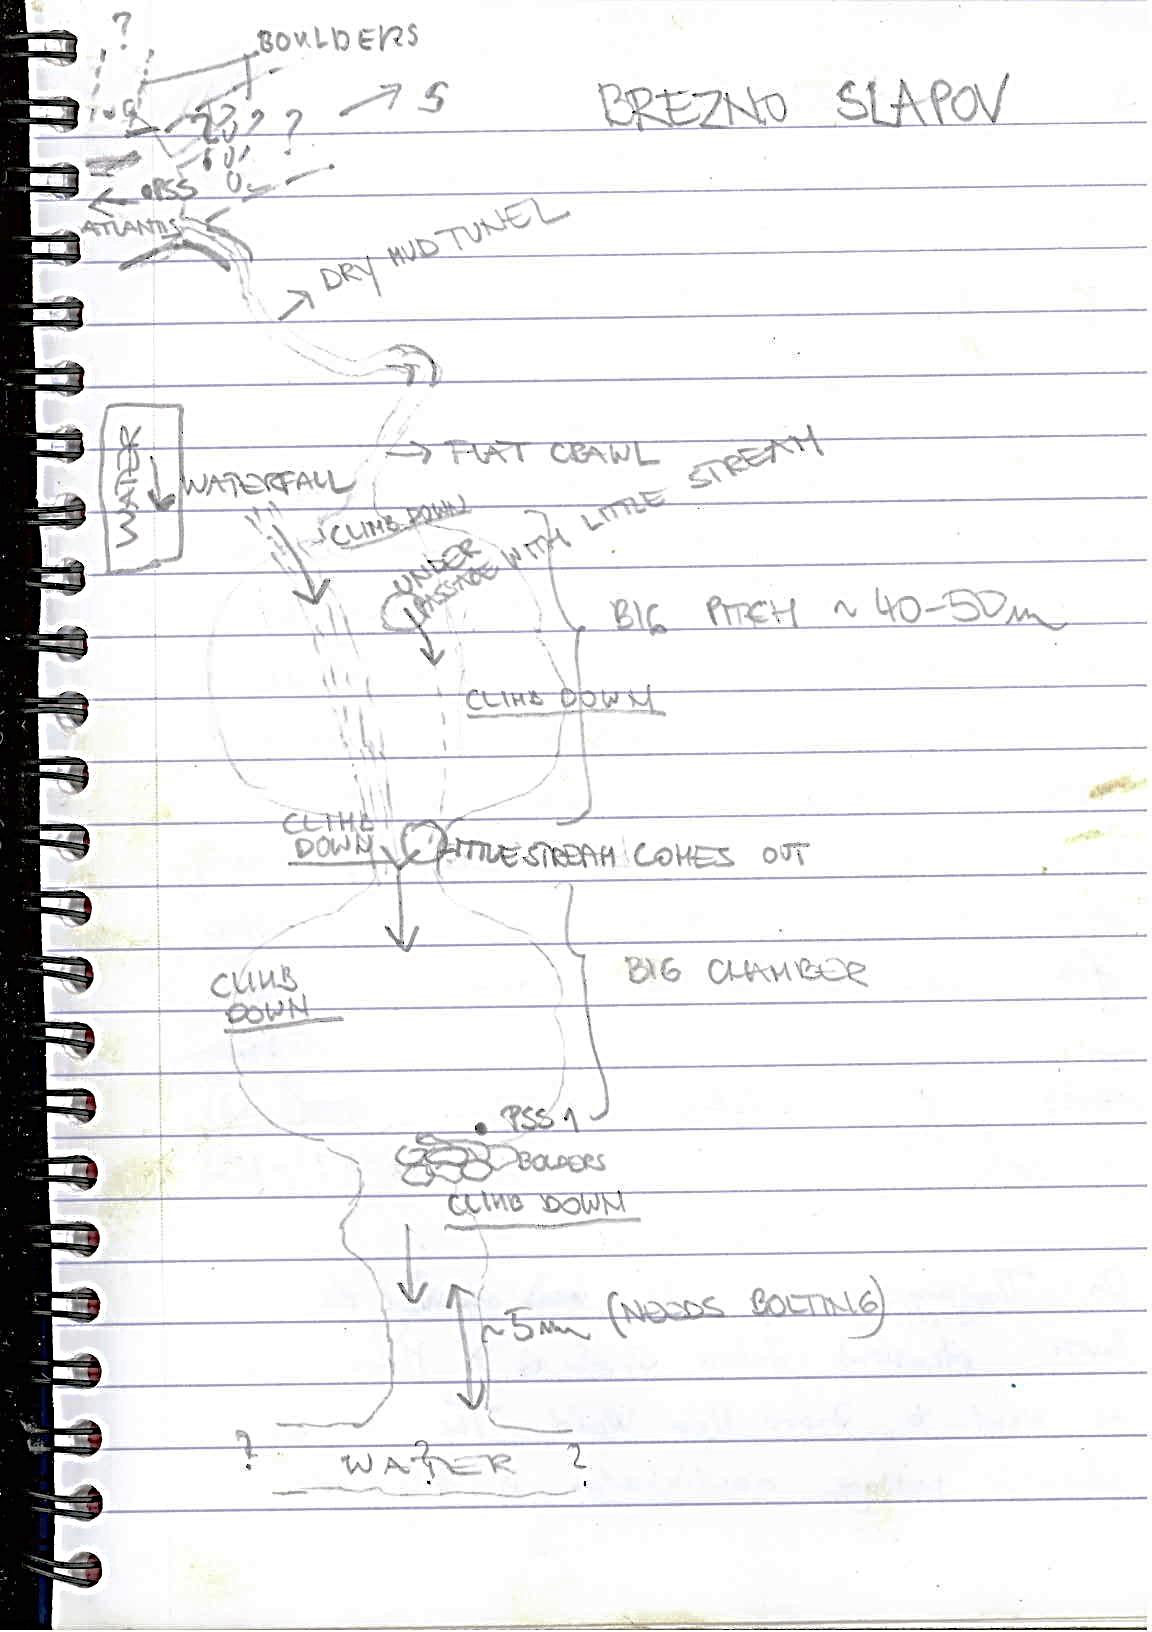 ?
BOULDERS
S
BREZNO SLAPOV
? ? ?
PSS
ATLANTIS
DRY MUD TUNEL
FLAT CRAWL
WATER
WATERFALL
CLIMB DOWN
UNDER
PASSAGE WITH LITTLE STREAM
BIG PITCH ~ 40-50m
CLIMB DOWN
CLIMB
DOWN
LITTLE STREAM COMES OUT
BIG CHAMBER
CLIMB
DOWN
PSS 1
BOLDERS
CLIMB DOWN
~5m (NEEDS BOLTING)
? WATER ? ?